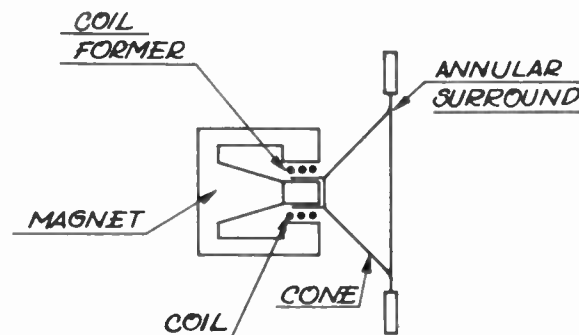 COIL
FORMER
ANNULAR
SURROUND
MAGNET
CONE
COIL